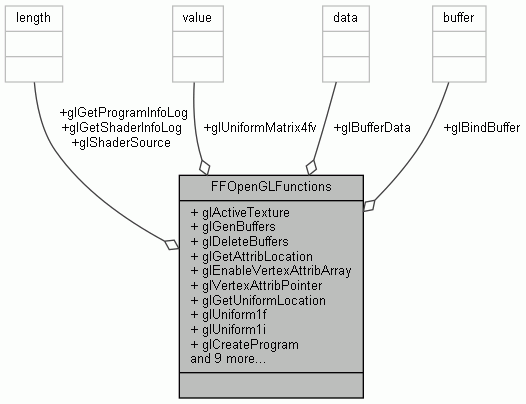 length
value
data
buffer
+glGetProgramInfoLog
+glGetShaderInfoLog
+glShaderSource
+glUniformMatrix4fv
+glBufferData
+glBindBuffer
FFOpenGLFunctions
+ glActiveTexture
+ glGenBuffers
+ glDeleteBuffers
+ glGetAttribLocation
+ glEnableVertexAttribArray
+ glVertexAttribPointer
+ glGetUniformLocation
+ glUniform1f
+ glUniform1i
+ glCreateProgram
and 9 more...